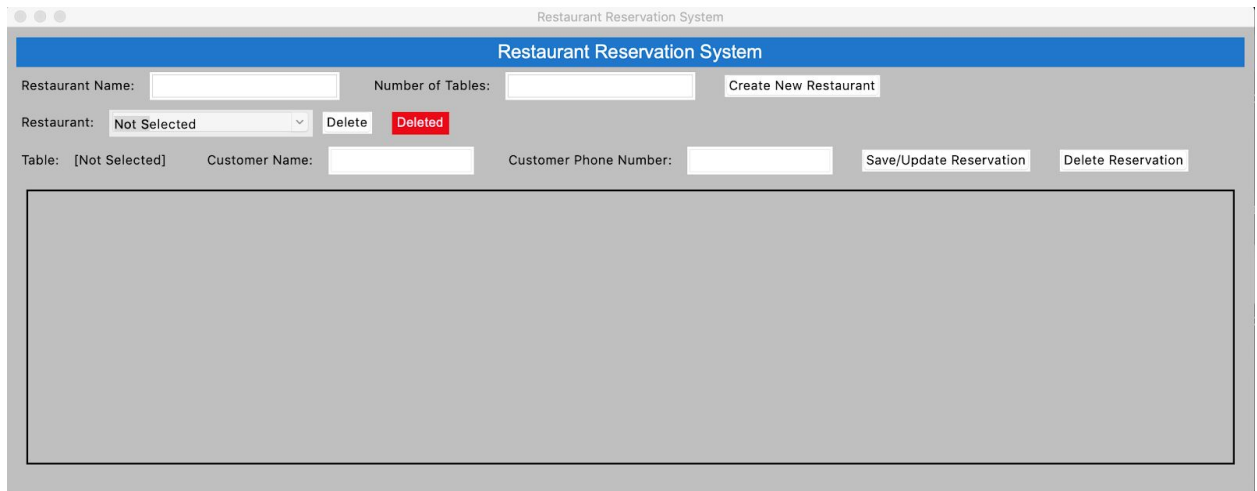 Restaurant Reservation System
Restaurant Reservation System
Restaurant Name: Number of Tables: Create New Restaurant
Restaurant: Not Selected Delete Deleted
Table: [Not Selected] Customer Name: Customer Phone Number: Save/Update Reservation Delete Reservation